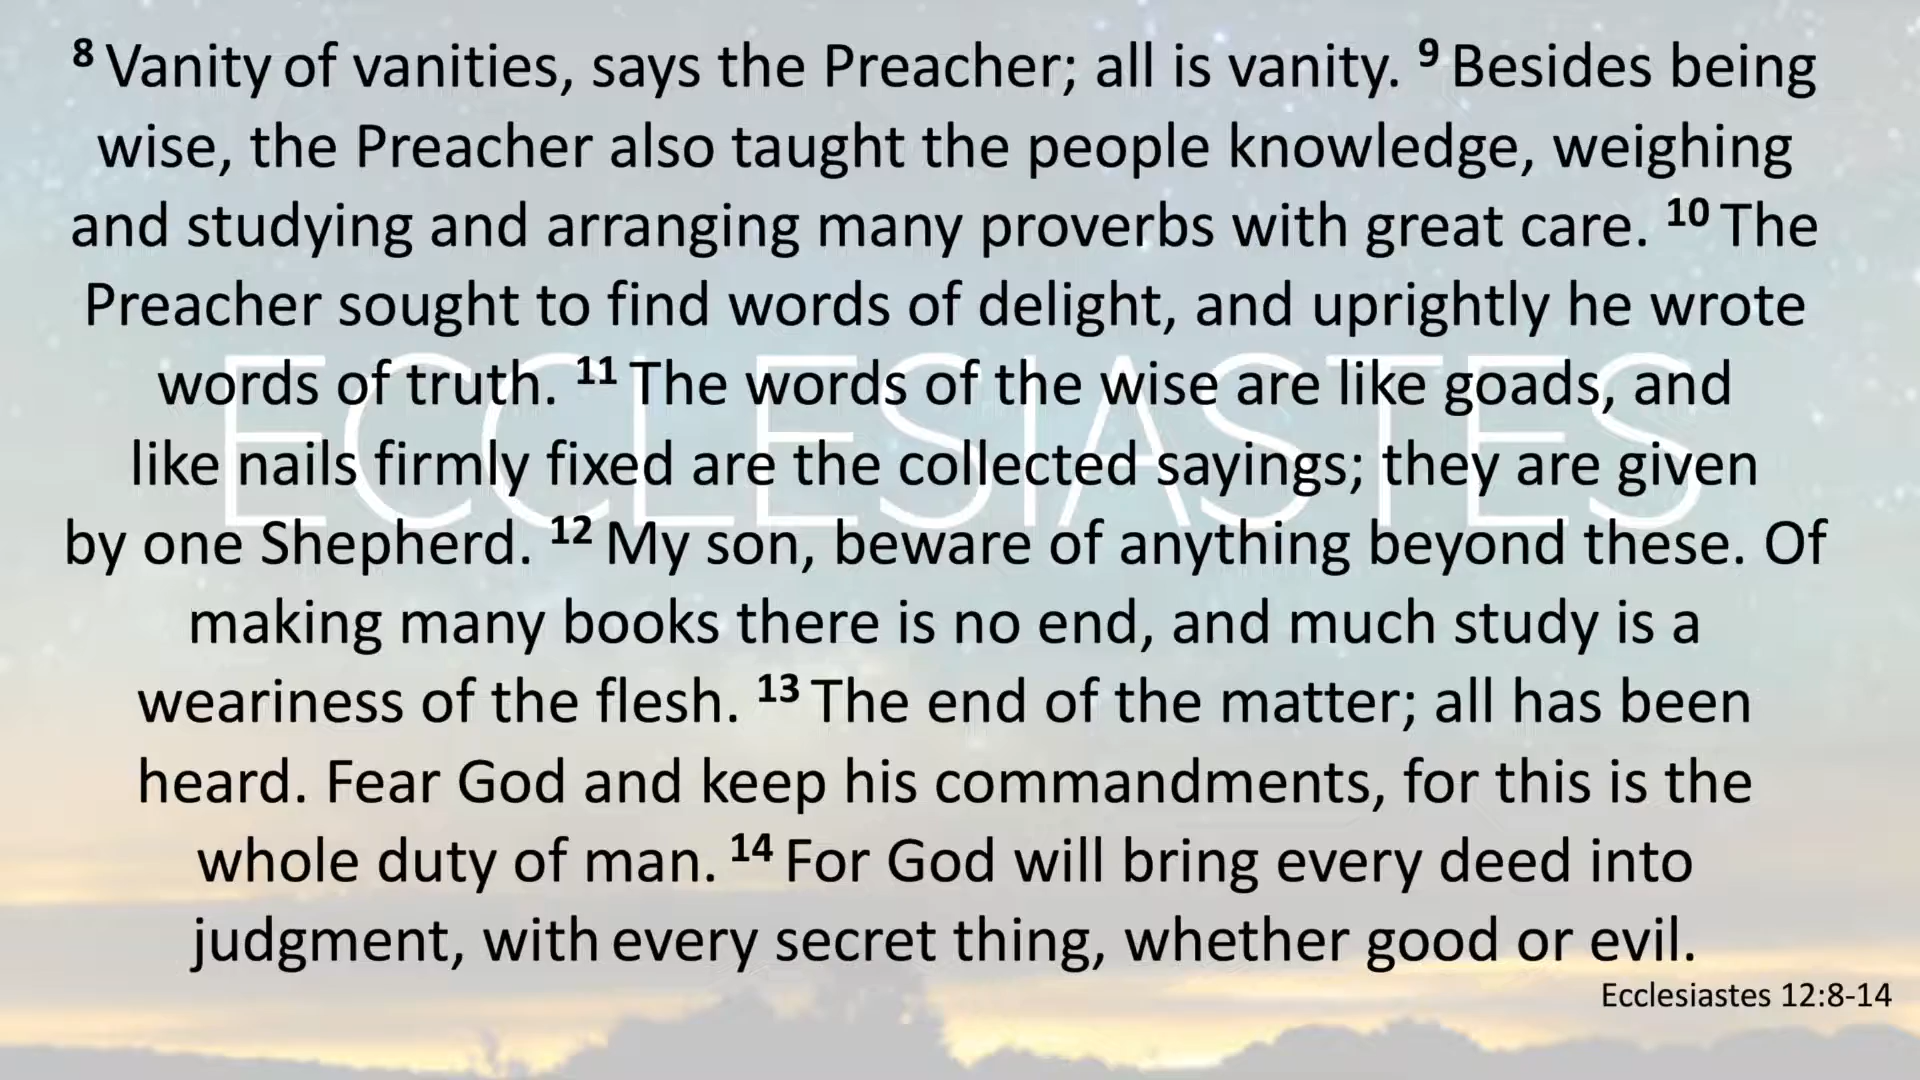 8 Vanity of vanities, says the Preacher; all is vanity. 9 Besides being
wise, the Preacher also taught the people knowledge, weighing
and studying and arranging many proverbs with great care. 10 The
Preacher sought to find words of delight, and uprightly he wrote
words of truth. 11 The words of the wise are like goads, and
ECCLESIASTES
like nails firmly fixed are the collected sayings; they are given
by one Shepherd. 12 My son, beware of anything beyond these. Of
making many books there is no end, and much study is a
weariness of the flesh. 13 The end of the matter; all has been
heard. Fear God and keep his commandments, for this is the
whole duty of man. 14 For God will bring every deed into
judgment, with every secret thing, whether good or evil.
Ecclesiastes 12:8-14